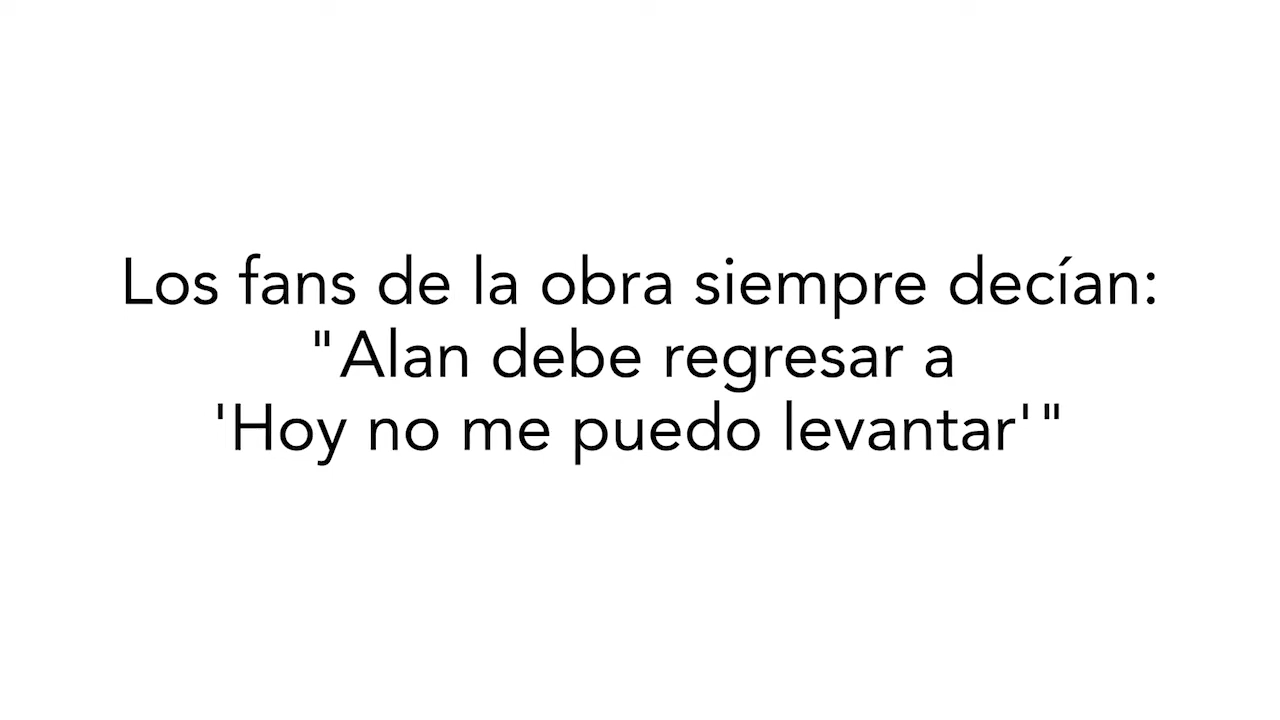 Los fans de la obra siempre decían:
"Alan debe regresar a
'Hoy no me puedo levantar'"